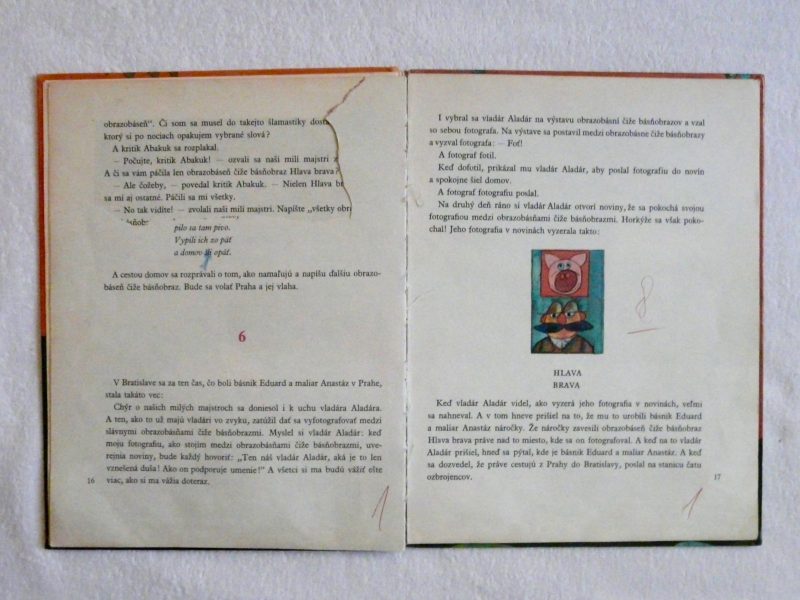 obrazobáseň“. Či som sa musel do takejto šlamastiky
ktorý si po nociach opakujem vybrané slová?
A kritik Abakuk sa rozplakal.
— Počujte, kritik Abakuk! — ozvali sa naši milí majstri
A či sa vám páčila len obrazobáseň čiže básňobraz Hlava brava?
— Ale čožeby, — povedal kritik Abakuk. — Nielen Hlava
sa mi aj ostatné. Páčili sa mi všetky.
— No tak vidíte! — zvolali naši milí majstri. Napíšte „všetky
pilo sa tam pivo.
Vypili ich zo päť
a domov išli opäť.
A cestou domov sa rozprávali o tom, ako namaľujú a napíšu ďalšiu obrazo-
báseň čiže básňobraz. Bude sa volať Praha a jej vlaha.
6
V Bratislave sa za ten čas, čo boli básnik Eduard a maliar Anastáz v Prahe,
stala takáto vec:
Chýr o našich milých majstroch sa doniesol i k uchu vladára Aladára.
A ten, ako to už majú vladári vo zvyku, zatúžil dať sa vyfotografovať medzi
slávnymi obrazobásňami čiže básňobrazmi. Myslel si vladár Aladár: keď
moju fotografiu, ako stojím medzi obrazobásňami čiže básňobrazmi, uve-
rejnia noviny, bude každý hovoriť: „Ten náš vladár Aladár, aká je to len
vznešená duša! Ako on podporuje umenie!“ A všetci si ma budú vážiť ešte
viac, ako si ma vážia doteraz.
16
1
I vybral sa vladár Aladár na výstavu obrazobásní čiže básňobrazov a vzal
so sebou fotografa. Na výstave sa postavil medzi obrazobásne čiže básňobrazy
a vyzval fotografa: — Foť!
A fotograf fotil.
Keď dofotil, prikázal mu vladár Aladár, aby poslal fotografiu do novín
a spokojne šiel domov.
A fotograf fotografiu poslal.
Na druhý deň ráno si vladár Aladár otvorí noviny, že sa pokochá svojou
fotografiou medzi obrazobásňami čiže básňobrazmi. Horkýže sa však poko-
chal! Jeho fotografia v novinách vyzerala takto:
8
HLAVA
BRAVA
Keď vladár Aladár videl, ako vyzerá jeho fotografia v novinách, veľmi
sa nahneval. A v tom hneve prišiel na to, že mu to urobili básnik Eduard
a maliar Anastáz náročky. Že náročky zavesili obrazobáseň čiže básňobraz
Hlava brava práve nad to miesto, kde sa on fotografoval. A keď na to vladár
Aladár prišiel, hneď sa pýtal, kde je básnik Eduard a maliar Anastáz. A keď
sa dozvedel, že práve cestujú z Prahy do Bratislavy, poslal na stanicu čatu
ozbrojencov.
17
1